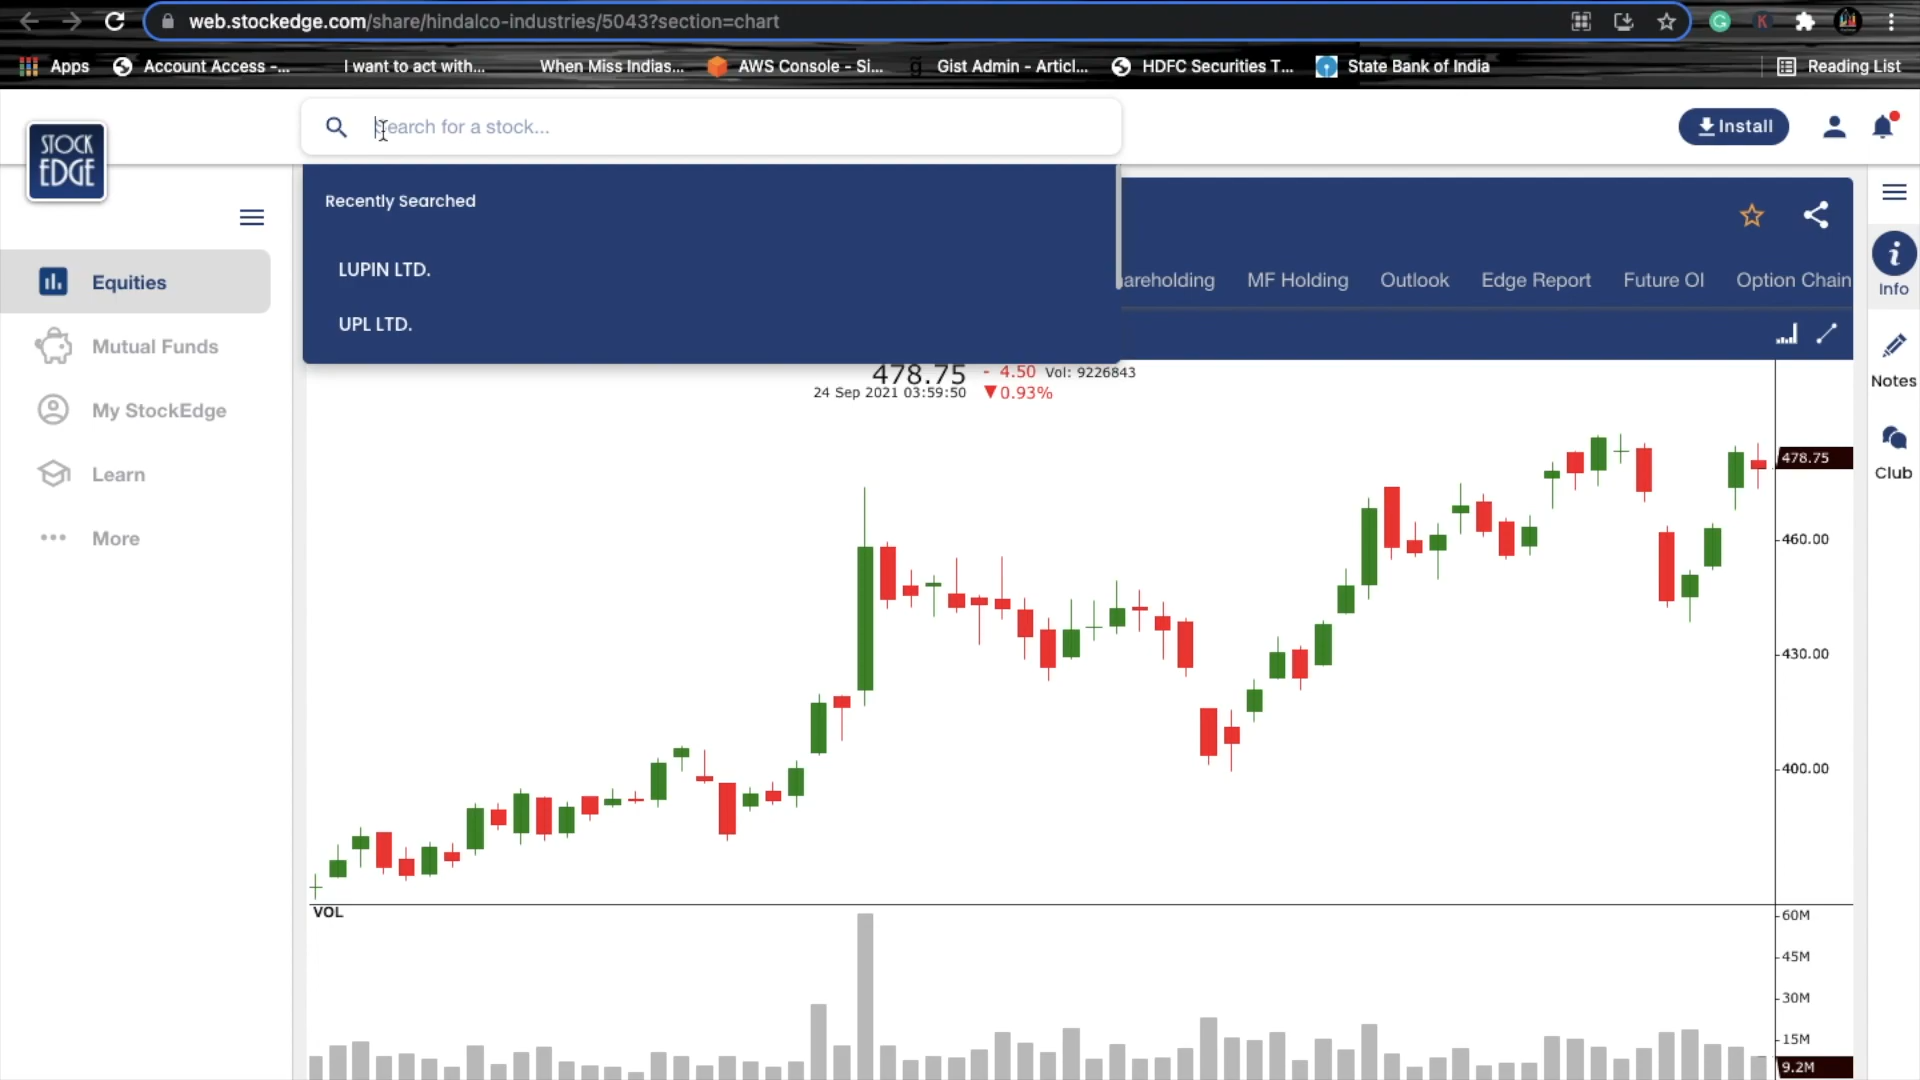 web.stockedge.com/share/hindalco-industries/5043?section=chart
Apps
Account Access -...
I want to act with...
When Miss Indias...
AWS Console - Si...
Gist Admin - Articl...
HDFC Securities T...
State Bank of India
Reading List
STOCK
EDGE
Search for a stock...
Install
Recently Searched
LUPIN LTD.
UPL LTD.
areholding
MF Holding
Outlook
Edge Report
Future OI
Option Chain
Equities
Mutual Funds
My StockEdge
Learn
More
Info
Notes
Club
478.75
- 4.50 Vol: 9226843
24 Sep 2021 03:59:50 ▼0.93%
478.75
460.00
430.00
400.00
VOL
60M
45M
30M
15M
9.2M